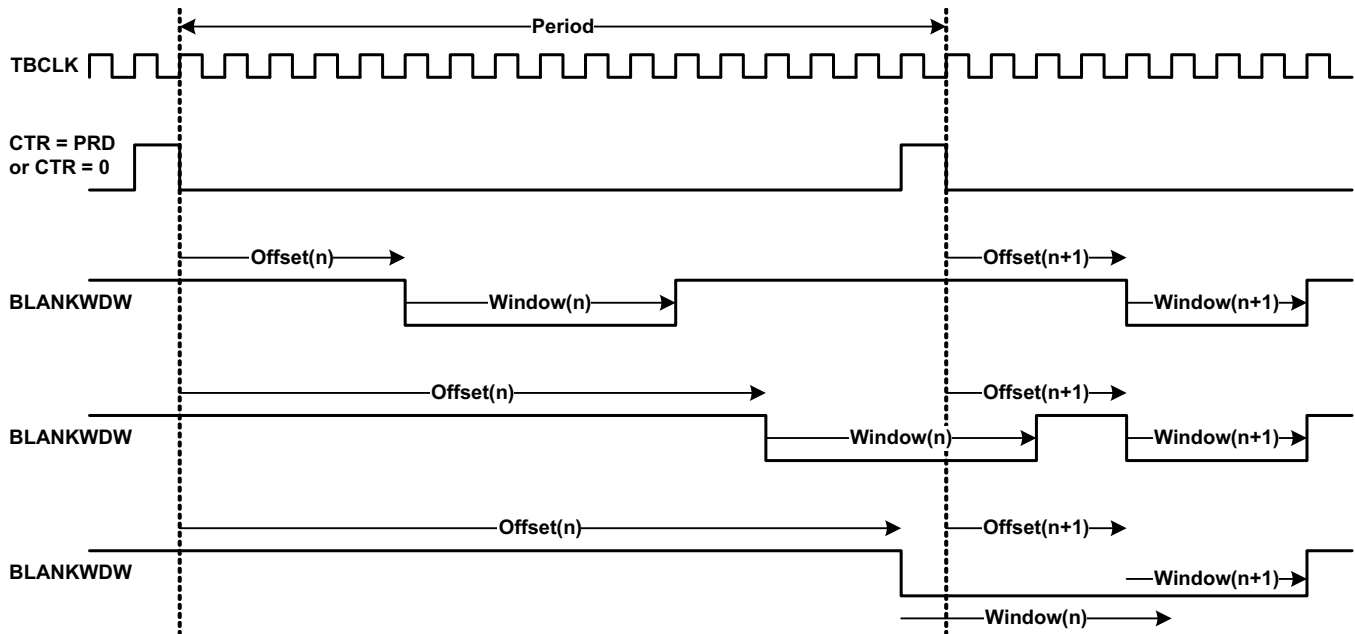 Period
TBCLK
CTR = PRD
or CTR = 0
Offset(n)
Offset(n+1)
BLANKWDW
Window(n)
Window(n+1)
Offset(n)
Offset(n+1)
BLANKWDW
Window(n)
Window(n+1)
Offset(n)
Offset(n+1)
BLANKWDW
Window(n+1)
Window(n)